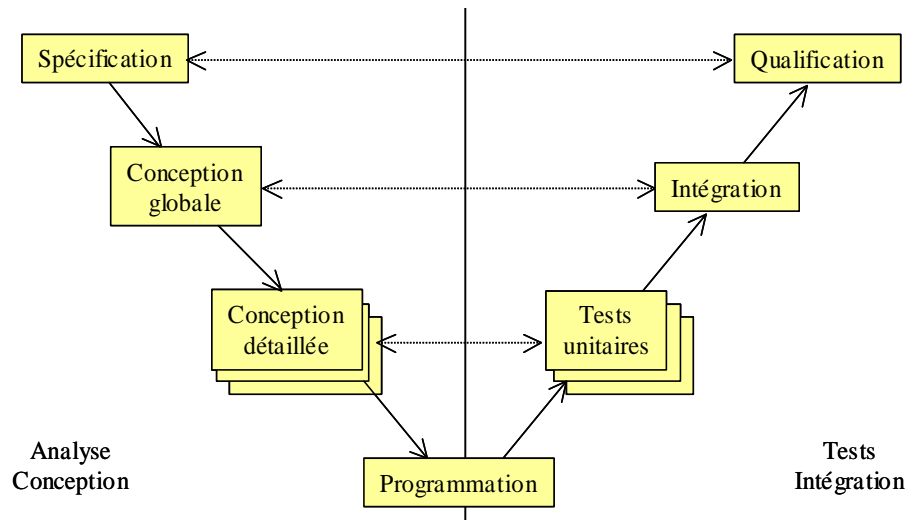 Spécification
Qualification
Conception
globale
Intégration
Conception
détaillée
Tests
unitaires
Analyse
Conception
Programmation
Tests
Intégration